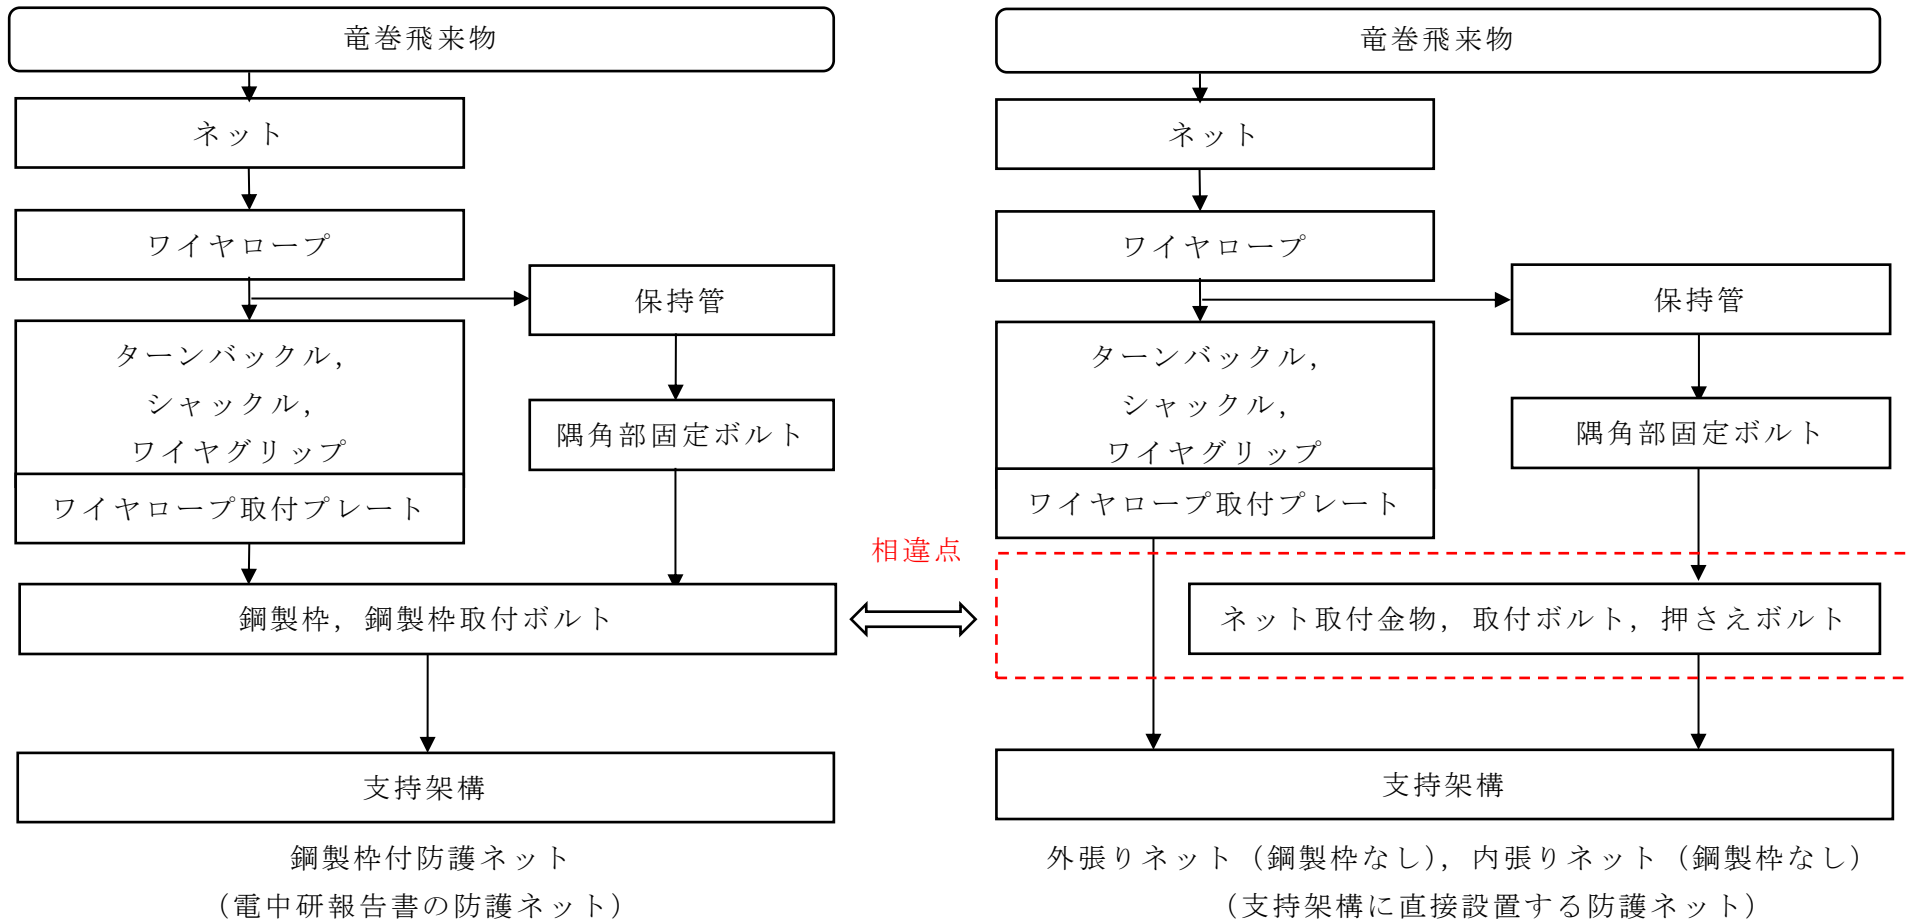 竜巻飛来物
ネット
ワイヤロープ
保持管
ターンバックル,
シャックル,
ワイヤグリップ
隅角部固定ボルト
ワイヤロープ取付プレート
鋼製枠, 鋼製枠取付ボルト
支持架構
鋼製枠付防護ネット
(電中研報告書の防護ネット)
相違点
竜巻飛来物
ネット
ワイヤロープ
保持管
ターンバックル,
シャックル,
ワイヤグリップ
隅角部固定ボルト
ワイヤロープ取付プレート
ネット取付金物, 取付ボルト, 押さえボルト
支持架構
外張りネット(鋼製枠なし), 内張りネット(鋼製枠なし)
(支持架構に直接設置する防護ネット)